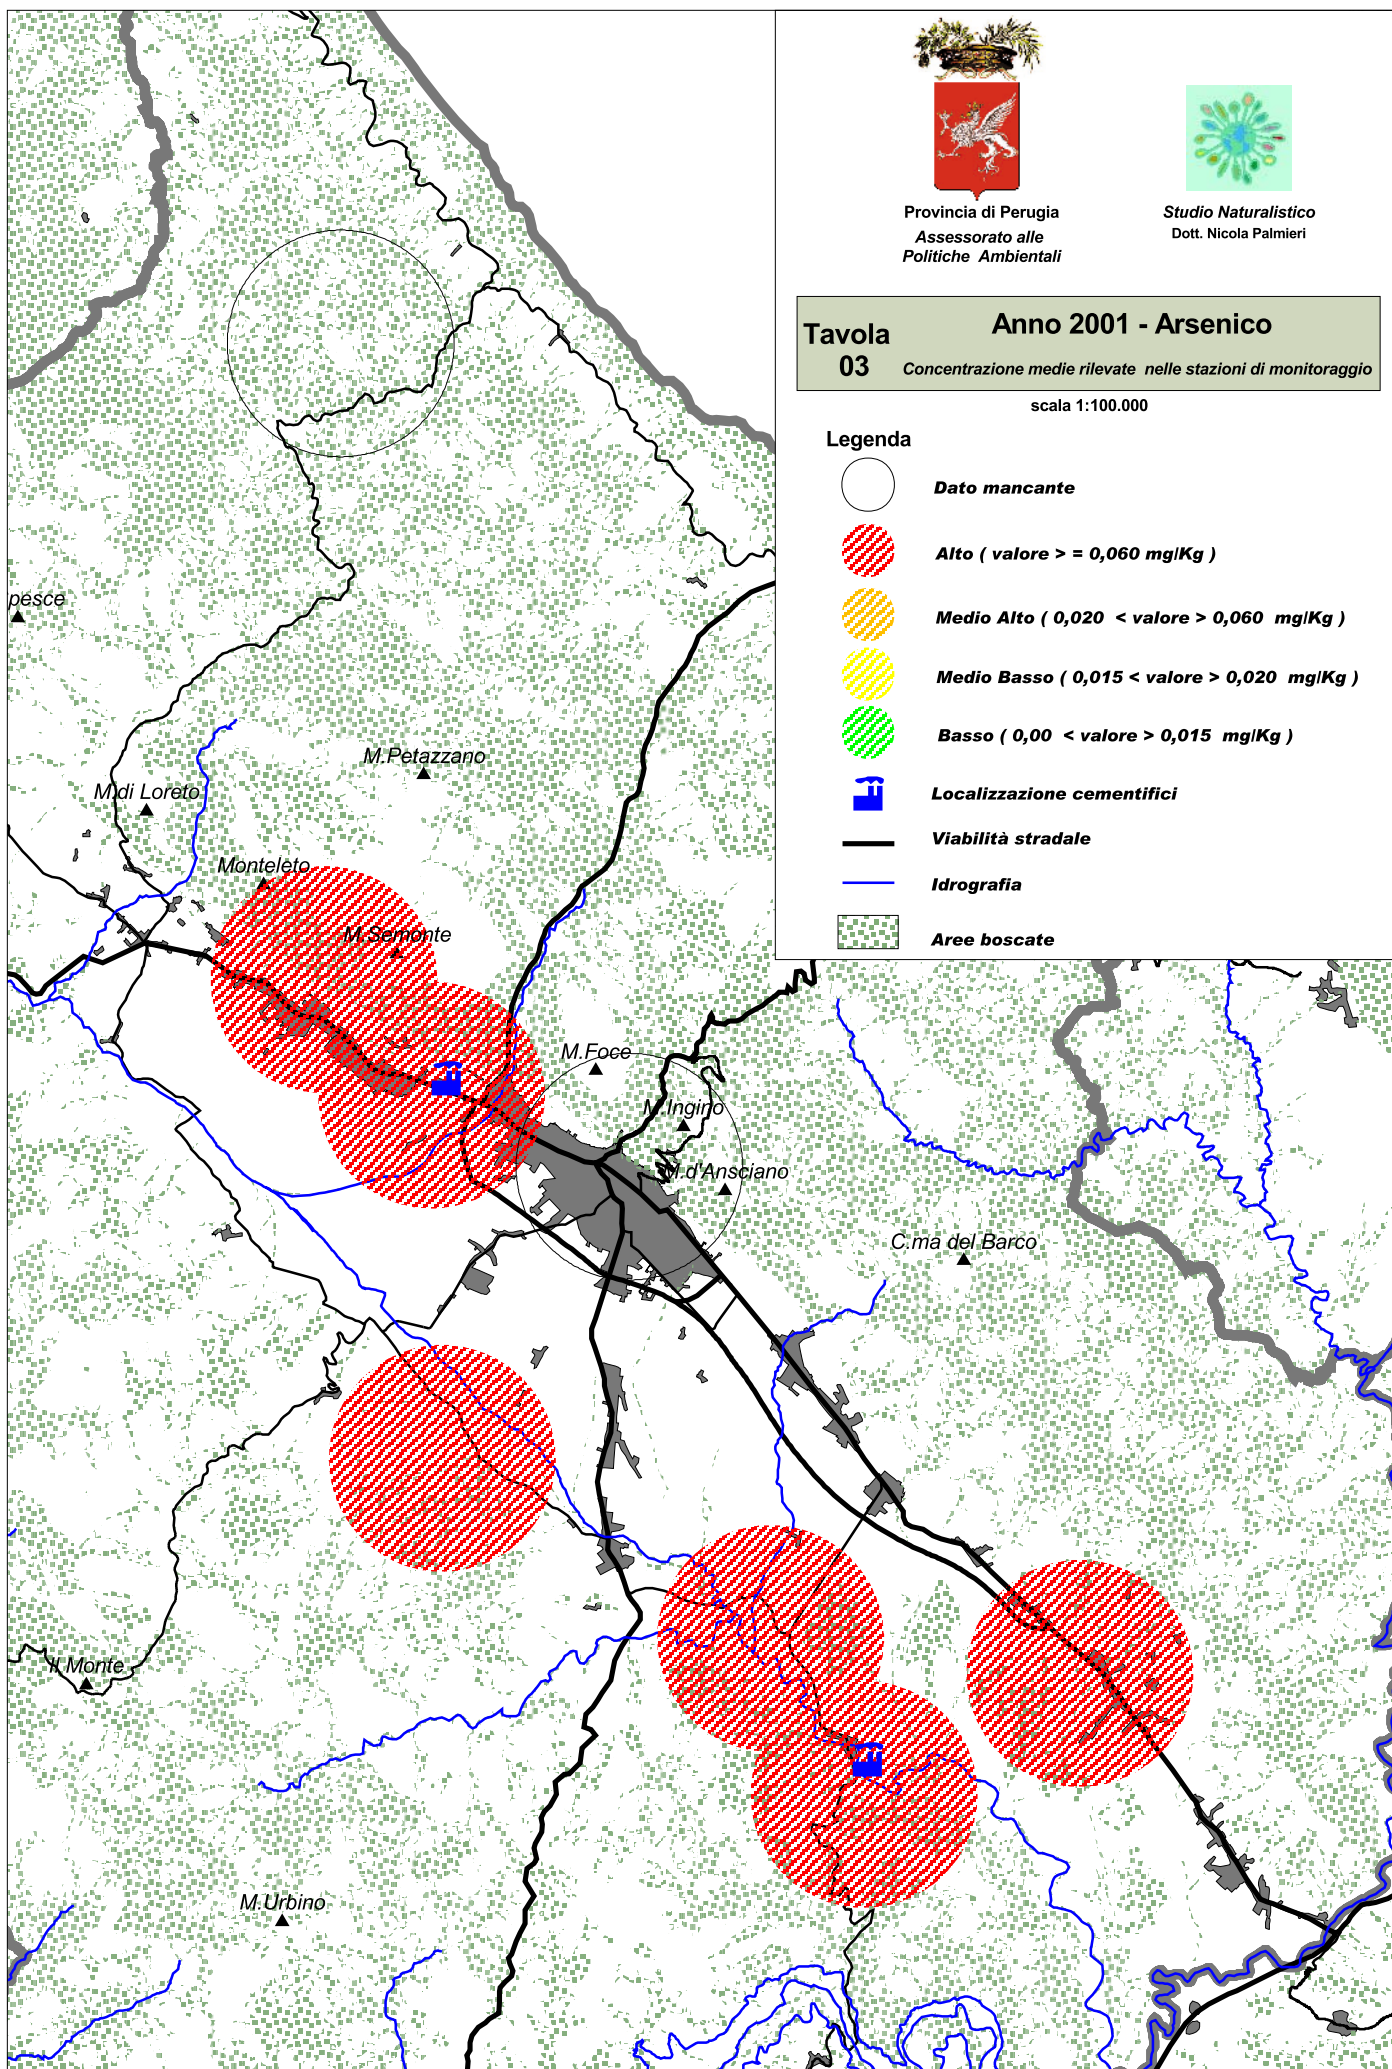 Provincia di Perugia
Assessorato alle
Politiche Ambientali
Studio Naturalistico
Dott. Nicola Palmieri
Tavola
03
Anno 2001 - Arsenico
Concentrazione medie rilevate nelle stazioni di monitoraggio
scala 1:100.000
Legenda
Dato mancante
Alto ( valore > = 0,060 mg/Kg )
Medio Alto ( 0,020 < valore > 0,060 mg/Kg )
Medio Basso ( 0,015 < valore > 0,020 mg/Kg )
Basso ( 0,00 < valore > 0,015 mg/Kg )
Localizzazione cementifici
Viabilità stradale
Idrografia
Aree boscate
pesce
M.Petazzano
M.di Loreto
Monteleto
M.Semonte
M.Foce
M.Ingino
M.d'Ansciano
C.ma del Barco
Il Monte
M.Urbino